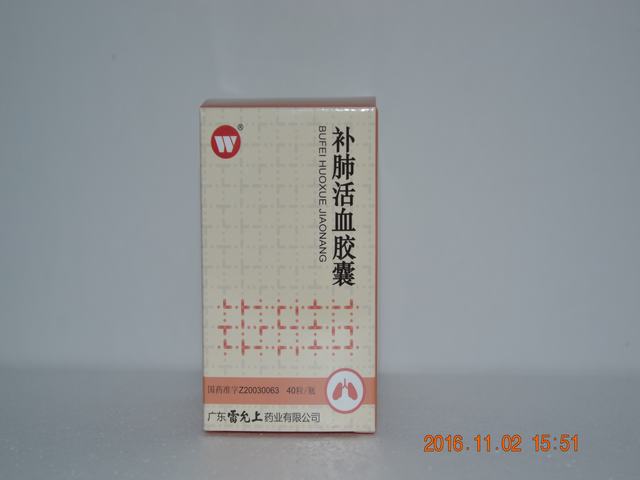 W®
补肺活血胶囊
BUFEI HUOXUE JIAONANG
国药准字Z20030063 40粒/瓶
广东雷允上药业有限公司
2016.11.02 15:51